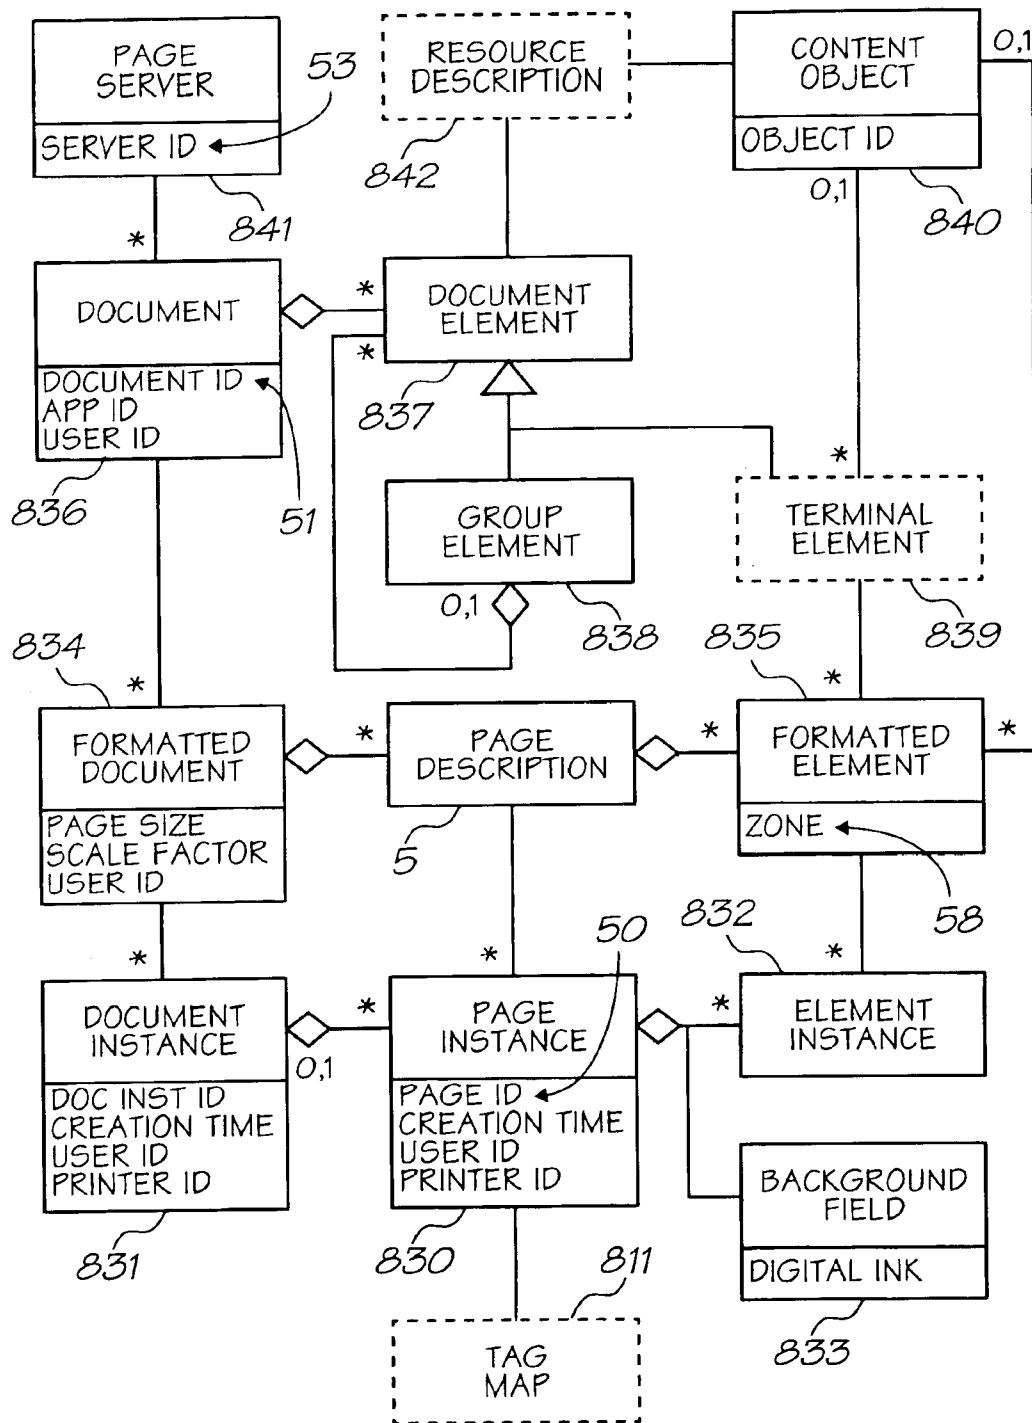 PAGE
SERVER
SERVER ID
53
841
*
RESOURCE
DESCRIPTION
842
CONTENT
OBJECT
OBJECT ID
0,1
0,1
840
DOCUMENT
DOCUMENT ID
APP ID
USER ID
836
51
*
*
DOCUMENT
ELEMENT
837
GROUP
ELEMENT
0,1
838
*
TERMINAL
ELEMENT
839
834
*
FORMATTED
DOCUMENT
PAGE SIZE
SCALE FACTOR
USER ID
*
PAGE
DESCRIPTION
5
*
835
*
FORMATTED
ELEMENT
ZONE
*
58
*
DOCUMENT
INSTANCE
DOC INST ID
CREATION TIME
USER ID
PRINTER ID
831
0,1
*
*
50
PAGE
INSTANCE
PAGE ID
CREATION TIME
USER ID
PRINTER ID
830
*
832
*
ELEMENT
INSTANCE
BACKGROUND
FIELD
DIGITAL INK
833
811
TAG
MAP